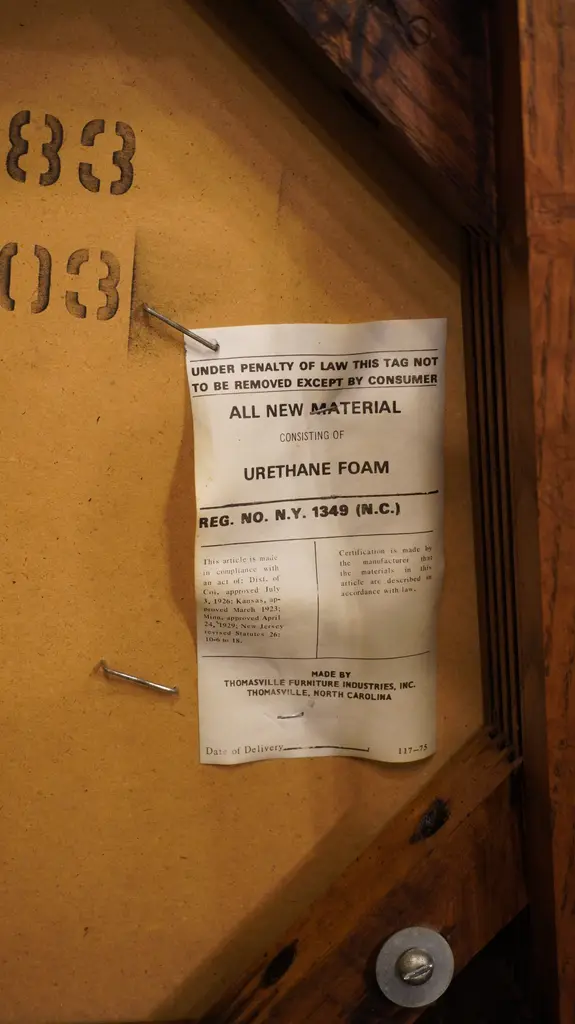 83
03
UNDER PENALTY OF LAW THIS TAG NOT
TO BE REMOVED EXCEPT BY CONSUMER
ALL NEW MATERIAL
CONSISTING OF
URETHANE FOAM
REG. NO. N.Y. 1349 (N.C.)
This article is made
in compliance with
an act of: Dist. of
Col, approved July
3, 1926; Kansas, ap-
proved March 1923;
Minn. approved April
24, 1929; New Jersey
revised Statutes 26:
10-6 to 18.
Certification is made by
the manufacturer that
the materials in this
article are described in
accordance with law.
MADE BY
THOMASVILLE FURNITURE INDUSTRIES, INC.
THOMASVILLE, NORTH CAROLINA
Date of Delivery
117-75